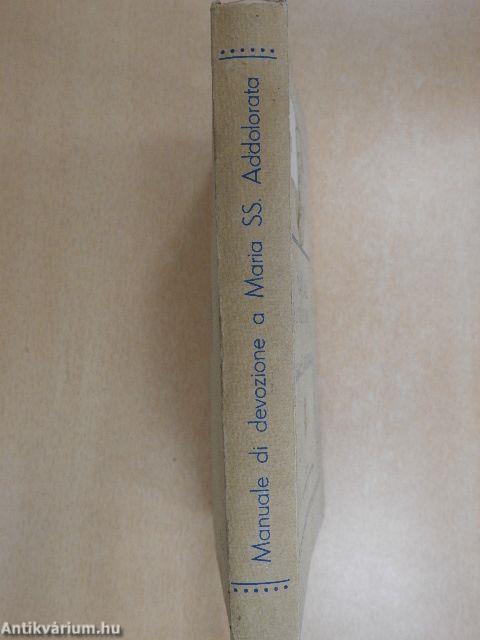 Manuale di devozione a Maria SS. Addolorata
Antikvárium.hu